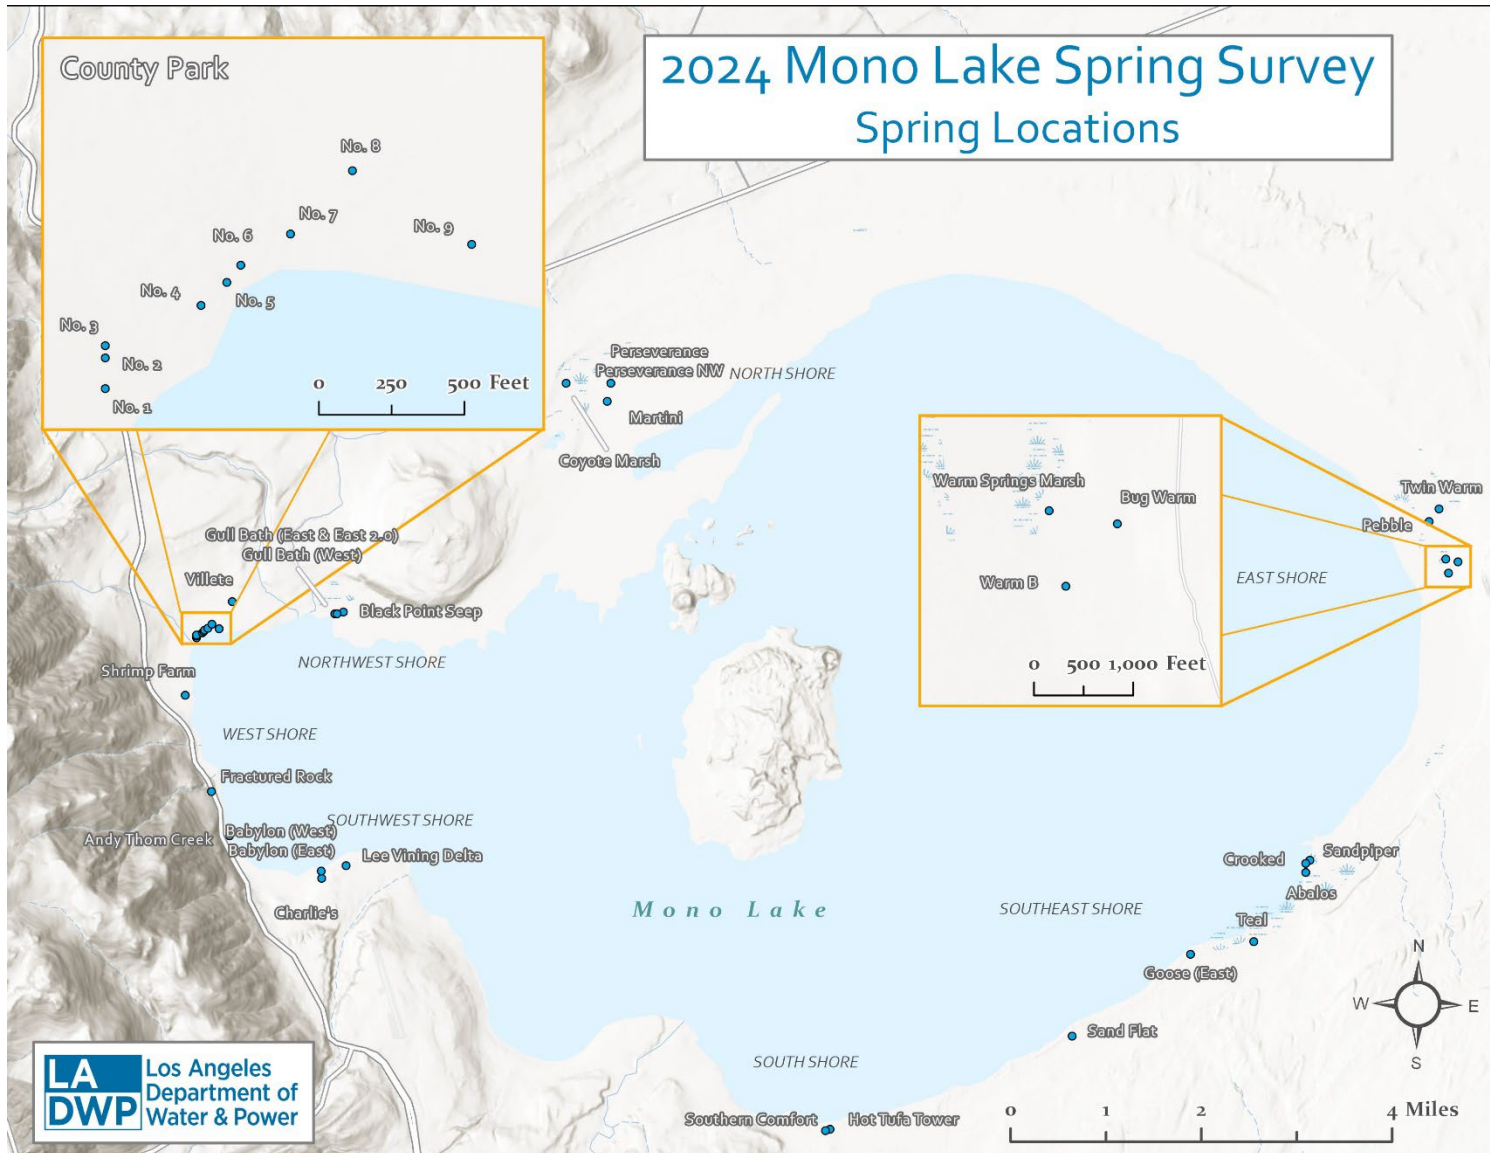 2024 Mono Lake Spring Survey
Spring Locations
County Park
No. 8
No. 7
No. 6
No. 9
No. 4
No. 5
No. 3
No. 2
No. 1
0 250 500 Feet
Perseverance
Perseverance NW
NORTH SHORE
Martini
Coyote Marsh
Warm Springs Marsh
Bug Warm
Warm B
0 500 1,000 Feet
Twin Warm
Pebble
EAST SHORE
Gull Bath (East & East 2.0)
Gull Bath (West)
Villete
Black Point Seep
NORTHWEST SHORE
Shrimp Farm
WEST SHORE
Fractured Rock
SOUTHWEST SHORE
Andy Thom Creek
Babylon (West)
Babylon (East)
Lee Vining Delta
Charlie's
Mono Lake
Crooked
Sandpiper
Abalos
SOUTHEAST SHORE
Teal
Goose (East)
Sand Flat
SOUTH SHORE
Southern Comfort
Hot Tufa Tower
N
W
E
S
0 1 2 4 Miles
LA
DWP
Los Angeles
Department of
Water & Power